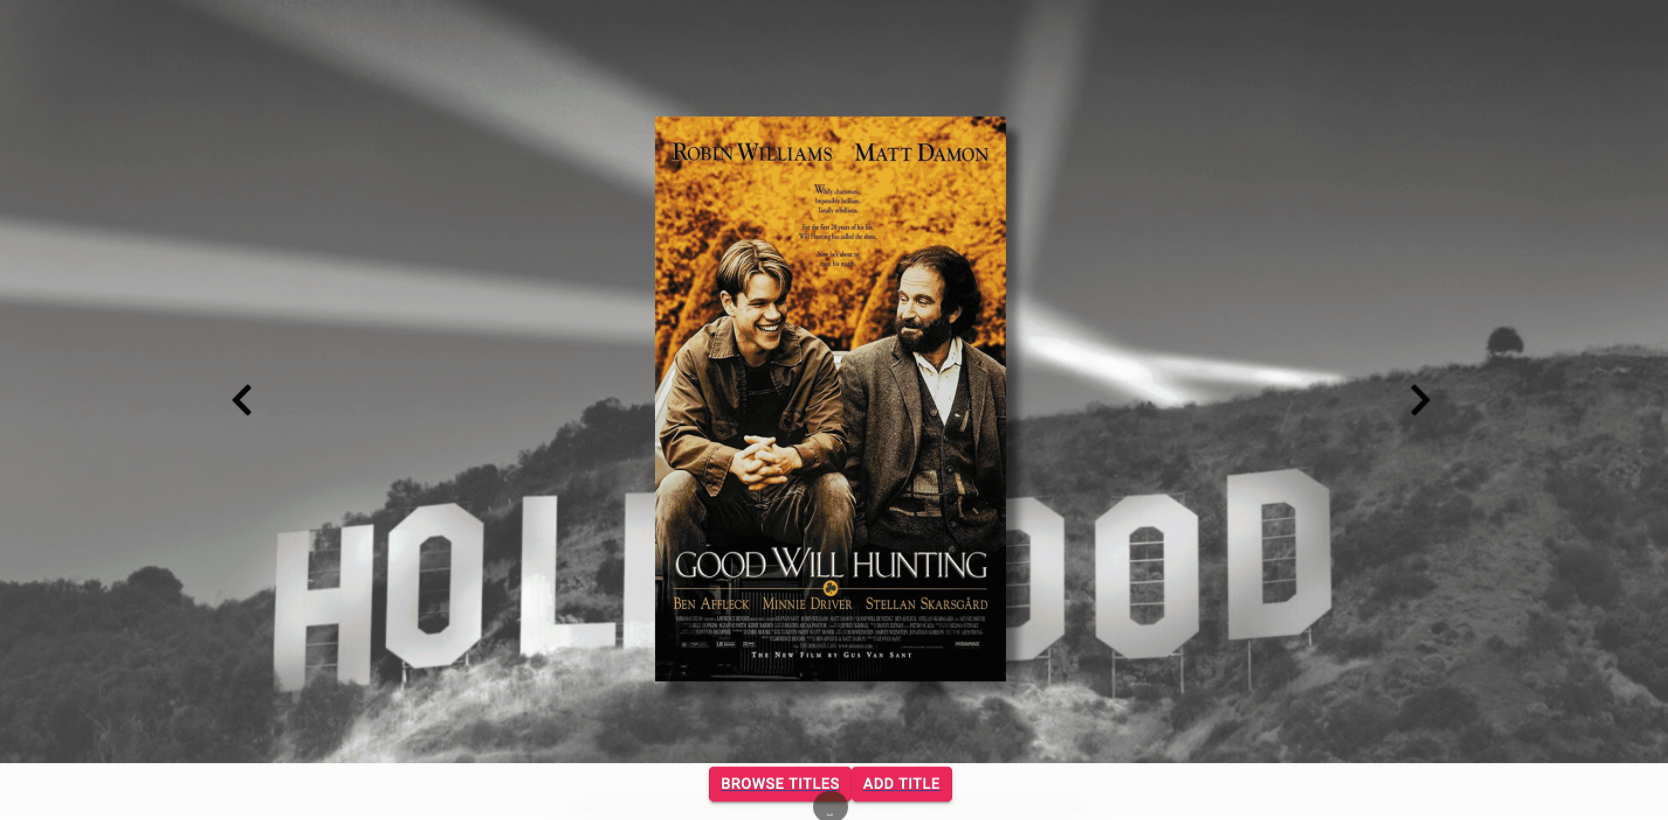 ROBIN WILLIAMS MATT DAMON
Wildly charismatic.
Impossibly brilliant.
Totally rebellious.
For the first 20 years of his life,
Will Hunting has called the shots.
Now he's about to
meet his match.
HOL OOD
GOOD WILL HUNTING
BEN AFFLECK MINNIE DRIVER STELLAN SKARSGÅRD
MIRAMAX
THE NEW FILM BY GUS VAN SANT
BROWSE TITLES ADD TITLE